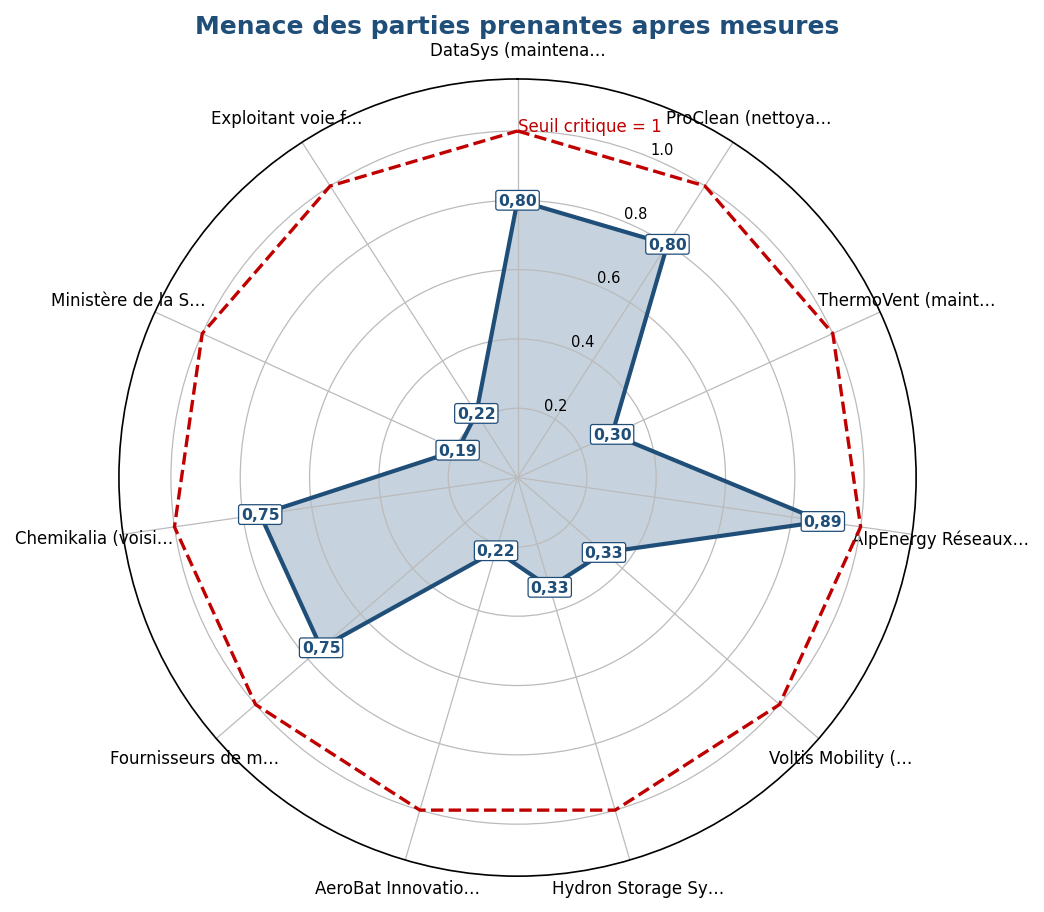 Menace des parties prenantes apres mesures
DataSys (maintena…
Exploitant voie f…
Seuil critique = 1
ProClean (nettoya…
1.0
0,80
0.8
0,80
0.6
Ministère de la S…
ThermoVent (maint…
0.4
0.2
0,22
0,30
0,19
0,75
0,89
Chemikalia (voisi…
AlpEnergy Réseaux…
0,22
0,33
0,33
0,75
Fournisseurs de m…
Voltis Mobility (…
AeroBat Innovatio…
Hydron Storage Sy…